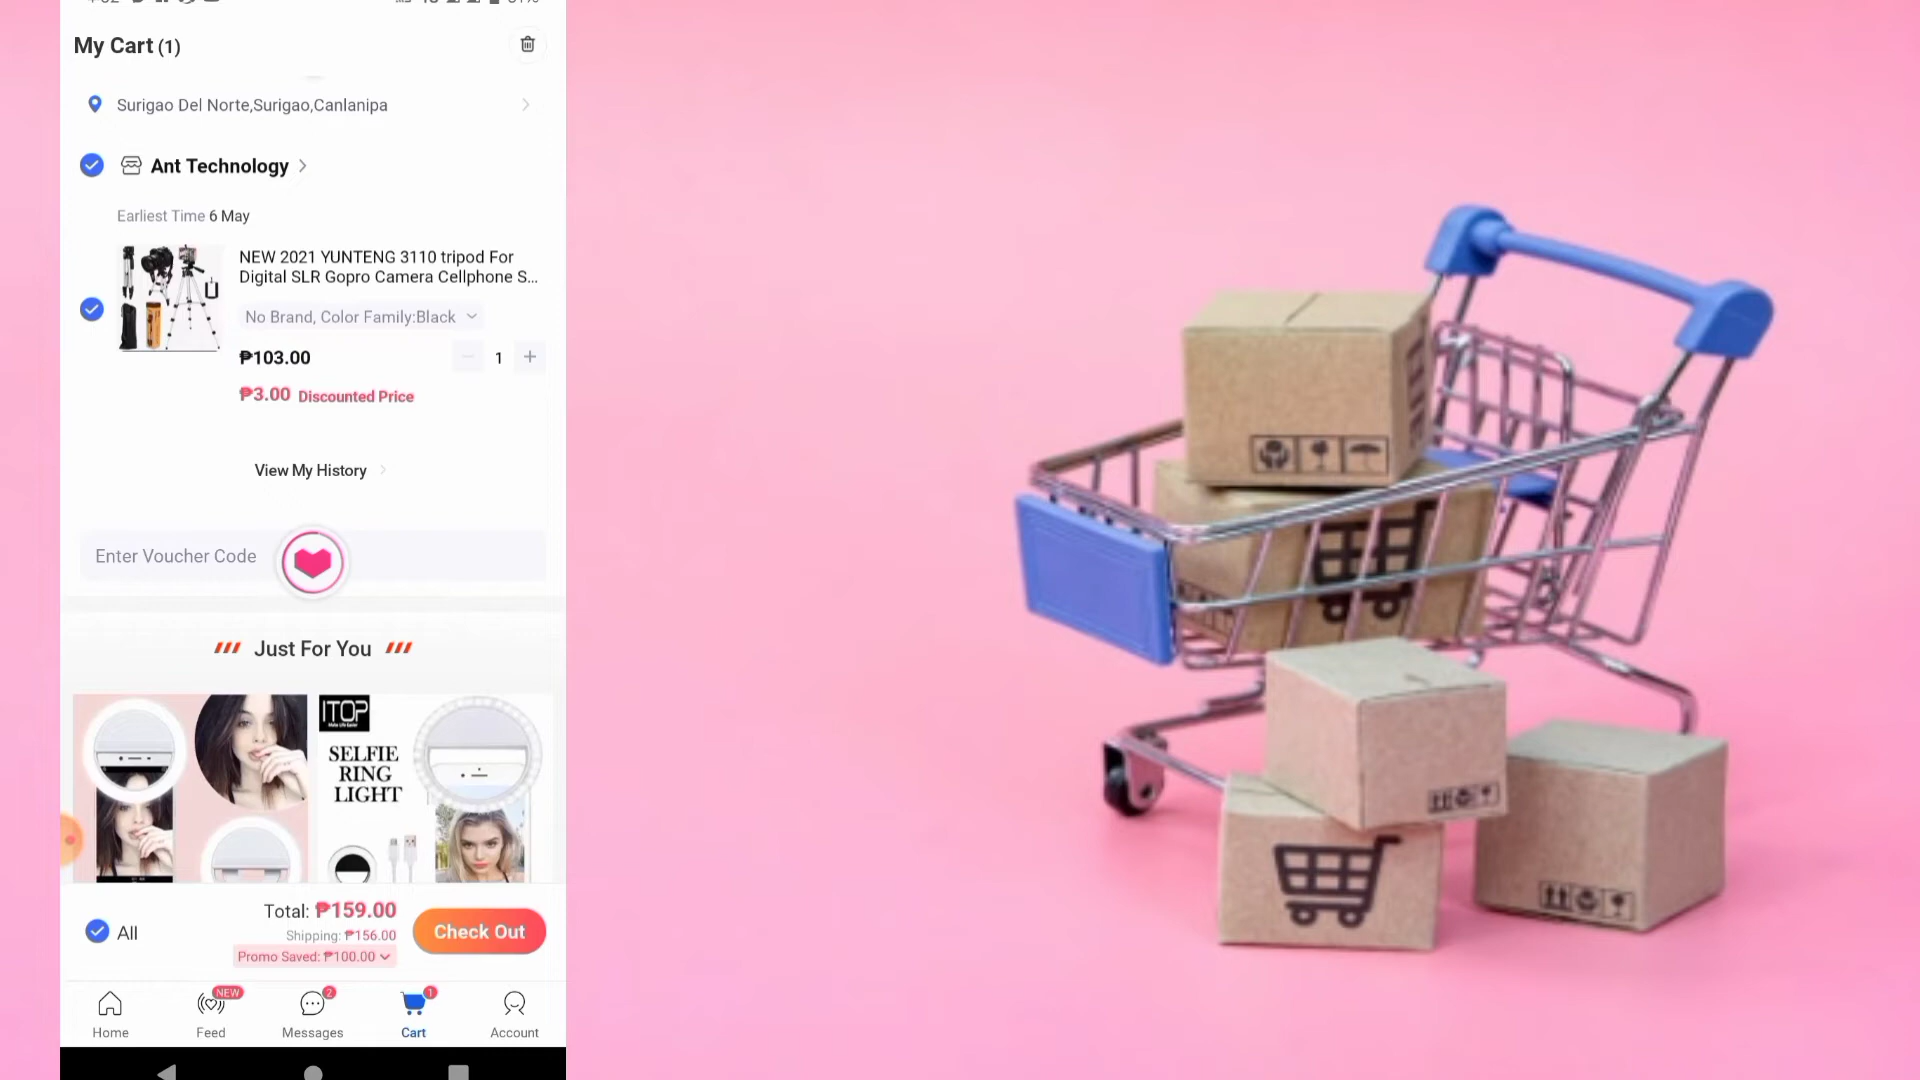 My Cart (1)
Surigao Del Norte,Surigao,Canlanipa
Ant Technology
Earliest Time 6 May
NEW 2021 YUNTENG 3110 tripod For
Digital SLR Gopro Camera Cellphone S...
No Brand, Color Family:Black
₱103.00
1
₱3.00 Discounted Price
View My History
Enter Voucher Code
Just For You
ITOP
Make Life Easier
SELFIE
RING
LIGHT
All
Total: ₱159.00
Shipping: ₱156.00
Promo Saved: ₱100.00
Check Out
NEW
2
1
Home
Feed
Messages
Cart
Account